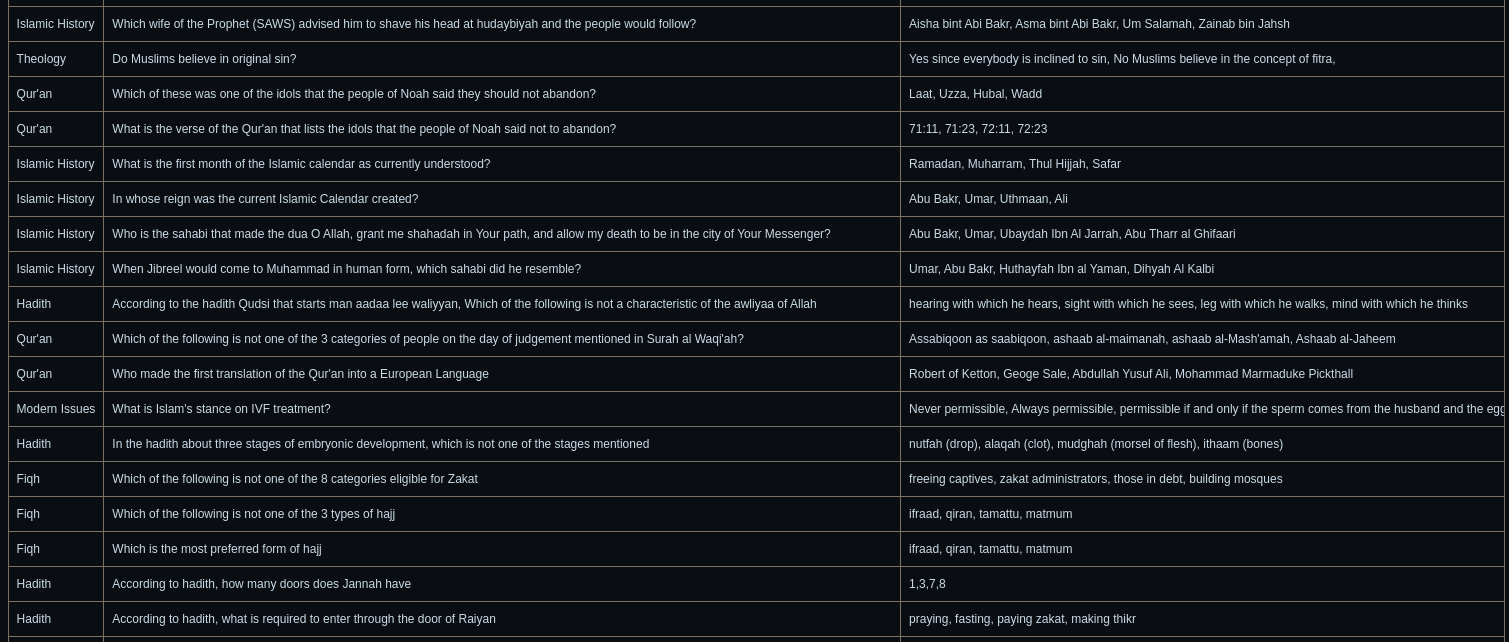 Islamic History Which wife of the Prophet (SAWS) advised him to shave his head at hudaybiyah and the people would follow? Aisha bint Abi Bakr, Asma bint Abi Bakr, Um Salamah, Zainab bin Jahsh
Theology Do Muslims believe in original sin? Yes since everybody is inclined to sin, No Muslims believe in the concept of fitra,
Qur'an Which of these was one of the idols that the people of Noah said they should not abandon? Laat, Uzza, Hubal, Wadd
Qur'an What is the verse of the Qur'an that lists the idols that the people of Noah said not to abandon? 71:11, 71:23, 72:11, 72:23
Islamic History What is the first month of the Islamic calendar as currently understood? Ramadan, Muharram, Thul Hijjah, Safar
Islamic History In whose reign was the current Islamic Calendar created? Abu Bakr, Umar, Uthmaan, Ali
Islamic History Who is the sahabi that made the dua O Allah, grant me shahadah in Your path, and allow my death to be in the city of Your Messenger? Abu Bakr, Umar, Ubaydah Ibn Al Jarrah, Abu Tharr al Ghifaari
Islamic History When Jibreel would come to Muhammad in human form, which sahabi did he resemble? Umar, Abu Bakr, Huthayfah Ibn al Yaman, Dihyah Al Kalbi
Hadith According to the hadith Qudsi that starts man aadaa lee waliyyan, Which of the following is not a characteristic of the awliyaa of Allah hearing with which he hears, sight with which he sees, leg with which he walks, mind with which he thinks
Qur'an Which of the following is not one of the 3 categories of people on the day of judgement mentioned in Surah al Waqi'ah? Assabiqoon as saabiqoon, ashaab al-maimanah, ashaab al-Mash'amah, Ashaab al-Jaheem
Qur'an Who made the first translation of the Qur'an into a European Language Robert of Ketton, Geoge Sale, Abdullah Yusuf Ali, Mohammad Marmaduke Pickthall
Modern Issues What is Islam's stance on IVF treatment? Never permissible, Always permissible, permissible if and only if the sperm comes from the husband and the egg
Hadith In the hadith about three stages of embryonic development, which is not one of the stages mentioned nutfah (drop), alaqah (clot), mudghah (morsel of flesh), ithaam (bones)
Fiqh Which of the following is not one of the 8 categories eligible for Zakat freeing captives, zakat administrators, those in debt, building mosques
Fiqh Which of the following is not one of the 3 types of hajj ifraad, qiran, tamattu, matmum
Fiqh Which is the most preferred form of hajj ifraad, qiran, tamattu, matmum
Hadith According to hadith, how many doors does Jannah have 1,3,7,8
Hadith According to hadith, what is required to enter through the door of Raiyan praying, fasting, paying zakat, making thikr